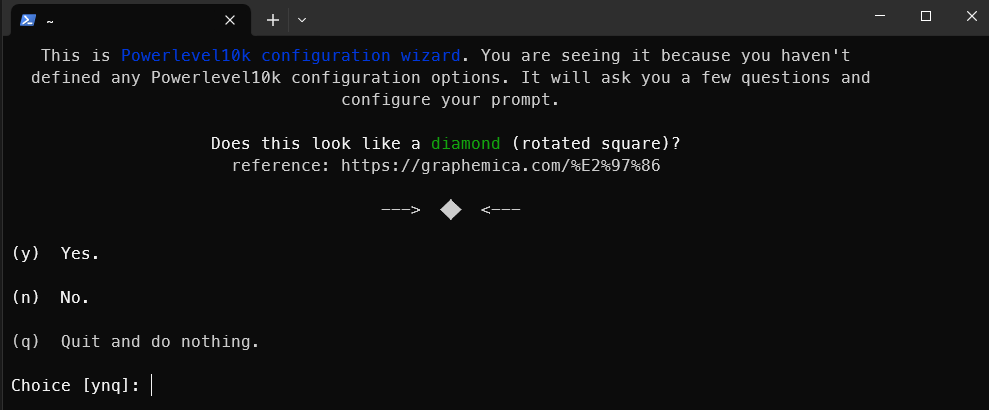 ~
This is Powerlevel10k configuration wizard. You are seeing it because you haven't
defined any Powerlevel10k configuration options. It will ask you a few questions and
configure your prompt.
Does this look like a diamond (rotated square)?
reference: https://graphemica.com/%E2%97%86
---> ◆ <---
(y) Yes.
(n) No.
(q) Quit and do nothing.
Choice [ynq]: